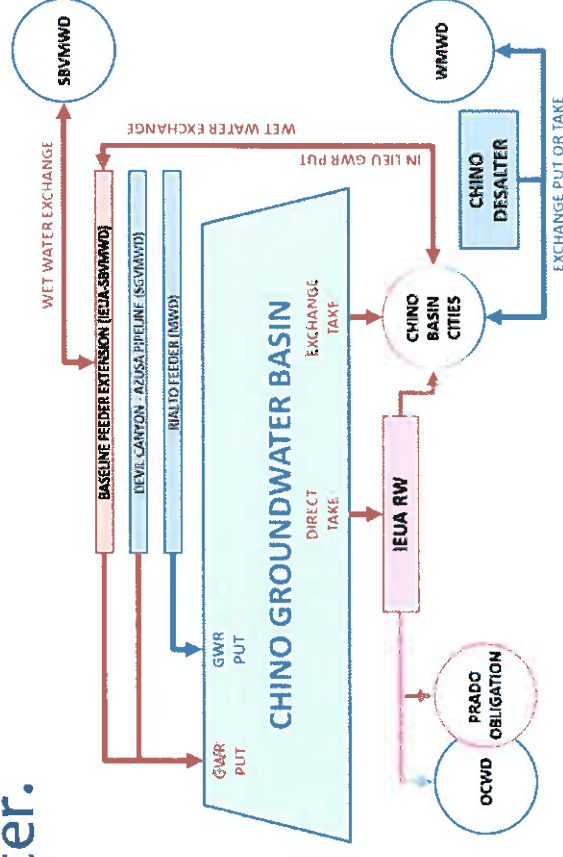 er.
SBVMWD
WET WATER EXCHANGE
BASELINE FEEDER EXTENSION (IEUA-SBVMWD)
DEVIL CANYON - AZUSA PIPELINE (SGVMWD)
RIALTO FEEDER (MWD)
WET WATER EXCHANGE
IN LIEU GWR PUT
GWR
PUT
GWR
PUT
CHINO GROUNDWATER BASIN
DIRECT
TAKE
EXCHANGE
TAKE
IEUA RW
CHINO
BASIN
CITIES
CHINO
DESALTER
WMWD
EXCHANGE PUT OR TAKE
OCWD
PRADO
OBLIGATION